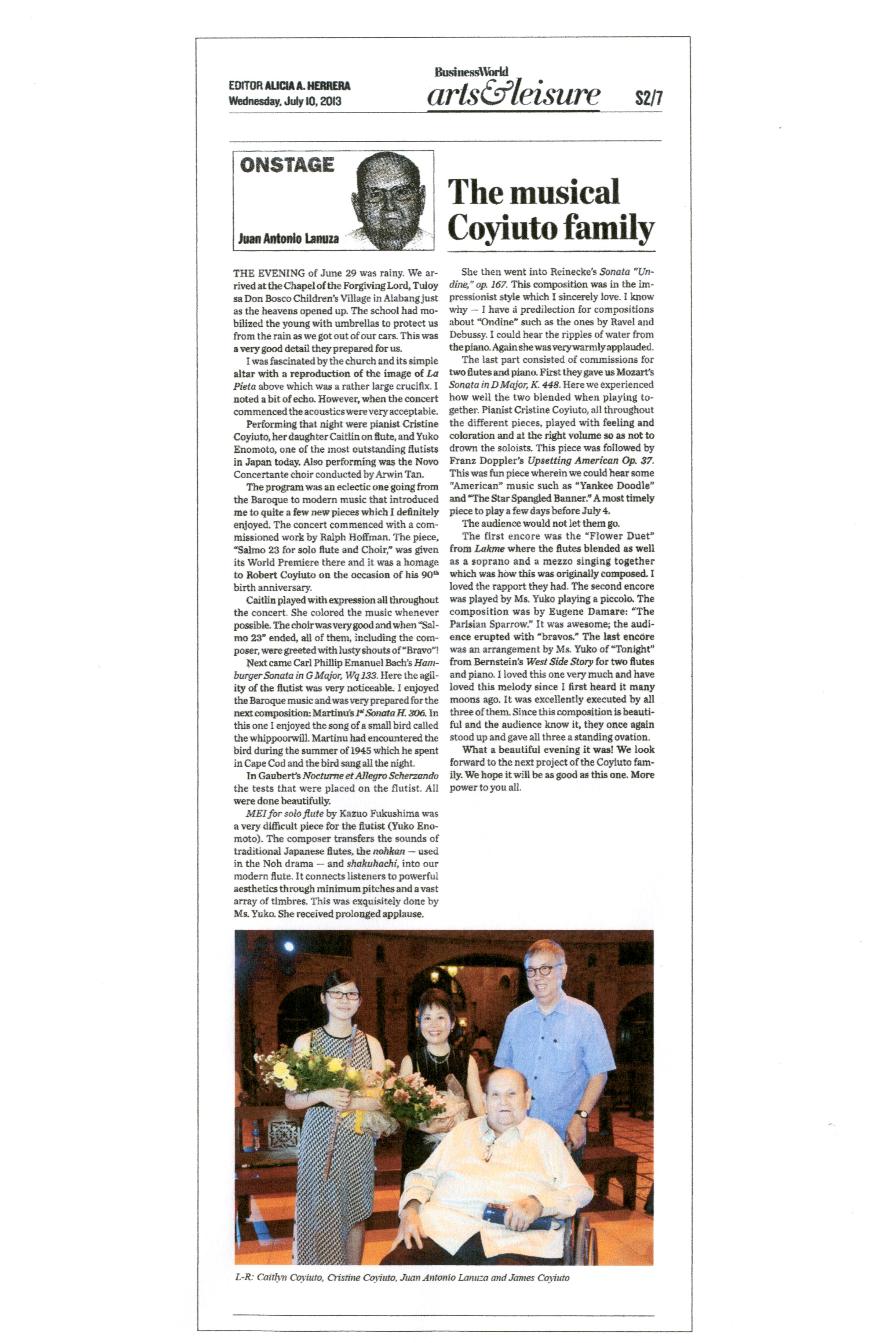 EDITOR ALICIA A. HERRERA
Wednesday, July 10, 2013
BusinessWorld
arts&leisure
S2/7
ONSTAGE
Juan Antonio Lanuza
The musical
Coyiuto family
THE EVENING of June 29 was rainy. We ar-
rived at the Chapel of the Forgiving Lord, Tuloy
sa Don Bosco Children's Village in Alabang just
as the heavens opened up. The school had mo-
bilized the young with umbrellas to protect us
from the rain as we got out of our cars. This was
a very good detail they prepared for us.
I was fascinated by the church and its simple
altar with a reproduction of the image of La
Pieta above which was a rather large crucifix. I
noted a bit of echo. However, when the concert
commenced the acoustics were very acceptable.
Performing that night were pianist Cristine
Coyiuto, her daughter Caitlin on flute, and Yuko
Enomoto, one of the most outstanding flutists
in Japan today. Also performing was the Novo
Concertante choir conducted by Arwin Tan.
The program was an eclectic one going from
the Baroque to modern music that introduced
me to quite a few new pieces which I definitely
enjoyed. The concert commenced with a com-
missioned work by Ralph Hoffman. The piece,
"Salmo 23 for solo flute and Choir," was given
its World Premiere there and it was a homage
to Robert Coyiuto on the occasion of his 90th
birth anniversary.
Caitlin played with expression all throughout
the concert. She colored the music whenever
possible. The choir was very good and when "Sal-
mo 23" ended, all of them, including the com-
poser, were greeted with lusty shouts of "Bravo"!
Next came Carl Phillip Emanuel Bach's Ham-
burger Sonata in G Major, Wq 133. Here the agil-
ity of the flutist was very noticeable. I enjoyed
the Baroque music and was very prepared for the
next composition: Martinu's 1st Sonata H. 306. In
this one I enjoyed the song of a small bird called
the whippoorwill. Martinu had encountered the
bird during the summer of 1945 which he spent
in Cape Cod and the bird sang all the night.
In Gaubert's Nocturne et Allegro Scherzando
the tests that were placed on the flutist. All
were done beautifully.
MEI for solo flute by Kazuo Fukushima was
a very difficult piece for the flutist (Yuko Eno-
moto). The composer transfers the sounds of
traditional Japanese flutes, the nohkan — used
in the Noh drama — and shakuhachi, into our
modern flute. It connects listeners to powerful
aesthetics through minimum pitches and a vast
array of timbres. This was exquisitely done by
Ms. Yuko. She received prolonged applause.
She then went into Reinecke's Sonata "Un-
dine," op. 167. This composition was in the im-
pressionist style which I sincerely love. I know
why — I have a predilection for compositions
about "Ondine" such as the ones by Ravel and
Debussy. I could hear the ripples of water from
the piano. Again she was very warmly applauded.
The last part consisted of commissions for
two flutes and piano. First they gave us Mozart's
Sonata in D Major, K. 448. Here we experienced
how well the two blended when playing to-
gether. Pianist Cristine Coyiuto, all throughout
the different pieces, played with feeling and
coloration and at the right volume so as not to
drown the soloists. This piece was followed by
Franz Doppler's Upsetting American Op. 37.
This was fun piece wherein we could hear some
"American" music such as "Yankee Doodle"
and "The Star Spangled Banner." A most timely
piece to play a few days before July 4.
The audience would not let them go.
The first encore was the "Flower Duet"
from Lakme where the flutes blended as well
as a soprano and a mezzo singing together
which was how this was originally composed. I
loved the rapport they had. The second encore
was played by Ms. Yuko playing a piccolo. The
composition was by Eugene Damare: "The
Parisian Sparrow." It was awesome; the audi-
ence erupted with "bravos." The last encore
was an arrangement by Ms. Yuko of "Tonight"
from Bernstein's West Side Story for two flutes
and piano. I loved this one very much and have
loved this melody since I first heard it many
moons ago. It was excellently executed by all
three of them. Since this composition is beauti-
ful and the audience know it, they once again
stood up and gave all three a standing ovation.
What a beautiful evening it was! We look
forward to the next project of the Coyiuto fam-
ily. We hope it will be as good as this one. More
power to you all.
L-R: Caitlyn Coyiuto, Cristine Coyiuto, Juan Antonio Lanuza and James Coyiuto